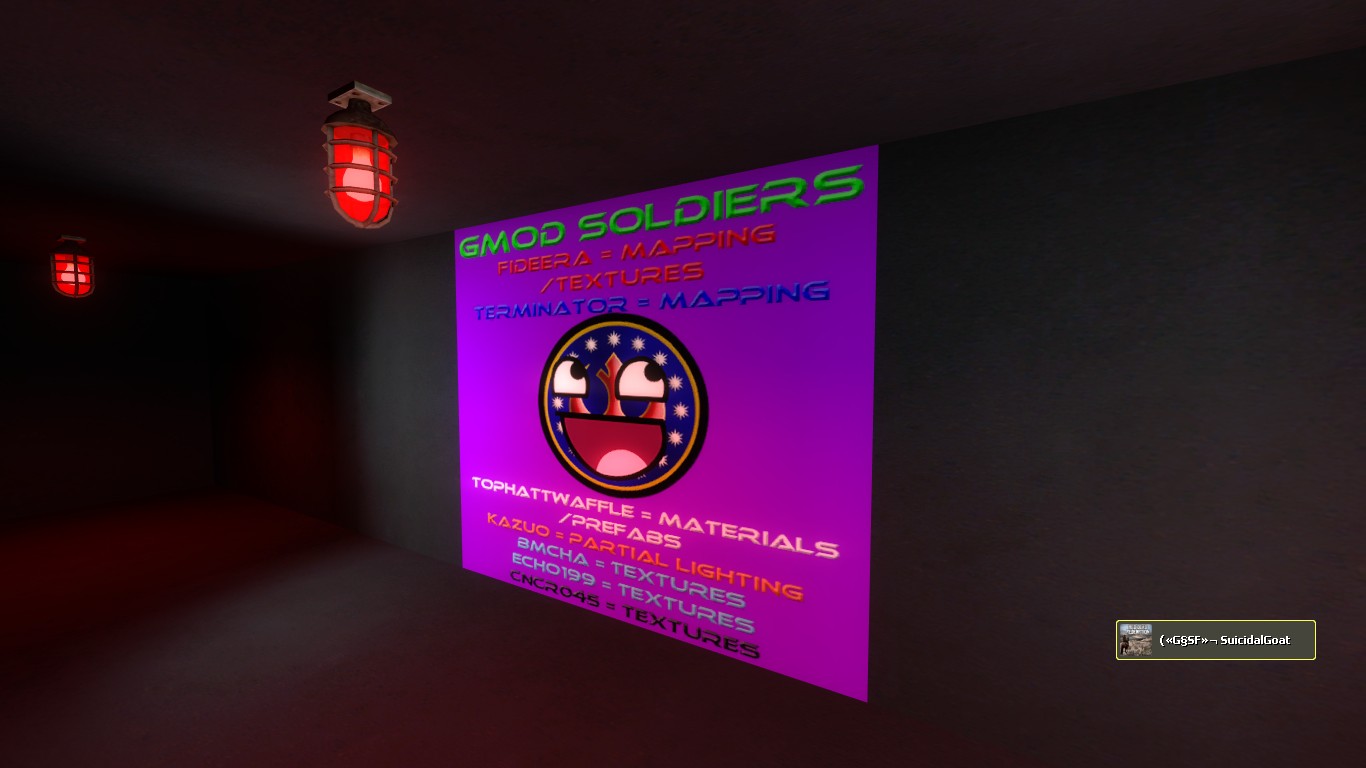 GMOD SOLDIERS
FIDEERA = MAPPING
/TEXTURES
TERMINATOR = MAPPING
TOPHATTWAFFLE = MATERIALS
/PREFABS
KAZUO = PARTIAL LIGHTING
BMCHA = TEXTURES
ECHO199 = TEXTURES
CNCR04S = TEXTURES
(«G§SF»¬ SuicidalGoat